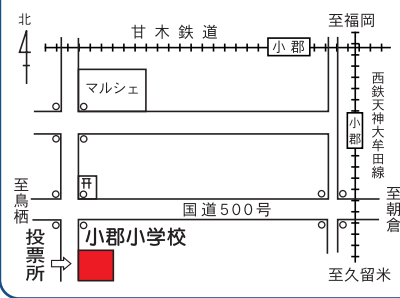 北
至福岡
甘木鉄道
小郡
マルシェ
西鉄天神大牟田線
小郡
开
至鳥栖
至朝倉
国道500号
小郡小学校
投票所
至久留米